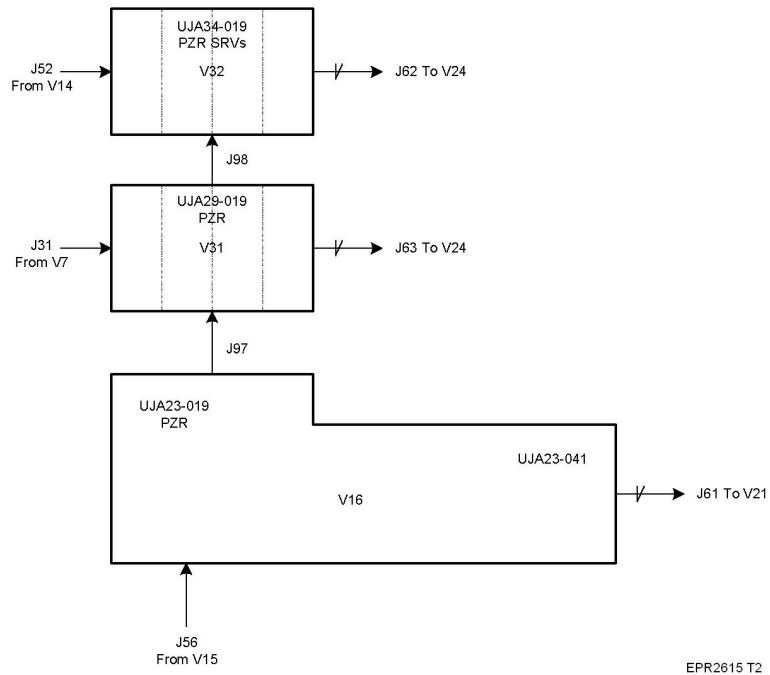 UJA34-019
PZR SRVs
V32
J52
From V14
J62 To V24
J98
UJA29-019
PZR
V31
J31
From V7
J63 To V24
J97
UJA23-019
PZR
UJA23-041
V16
J61 To V21
J56
From V15
EPR2615 T2